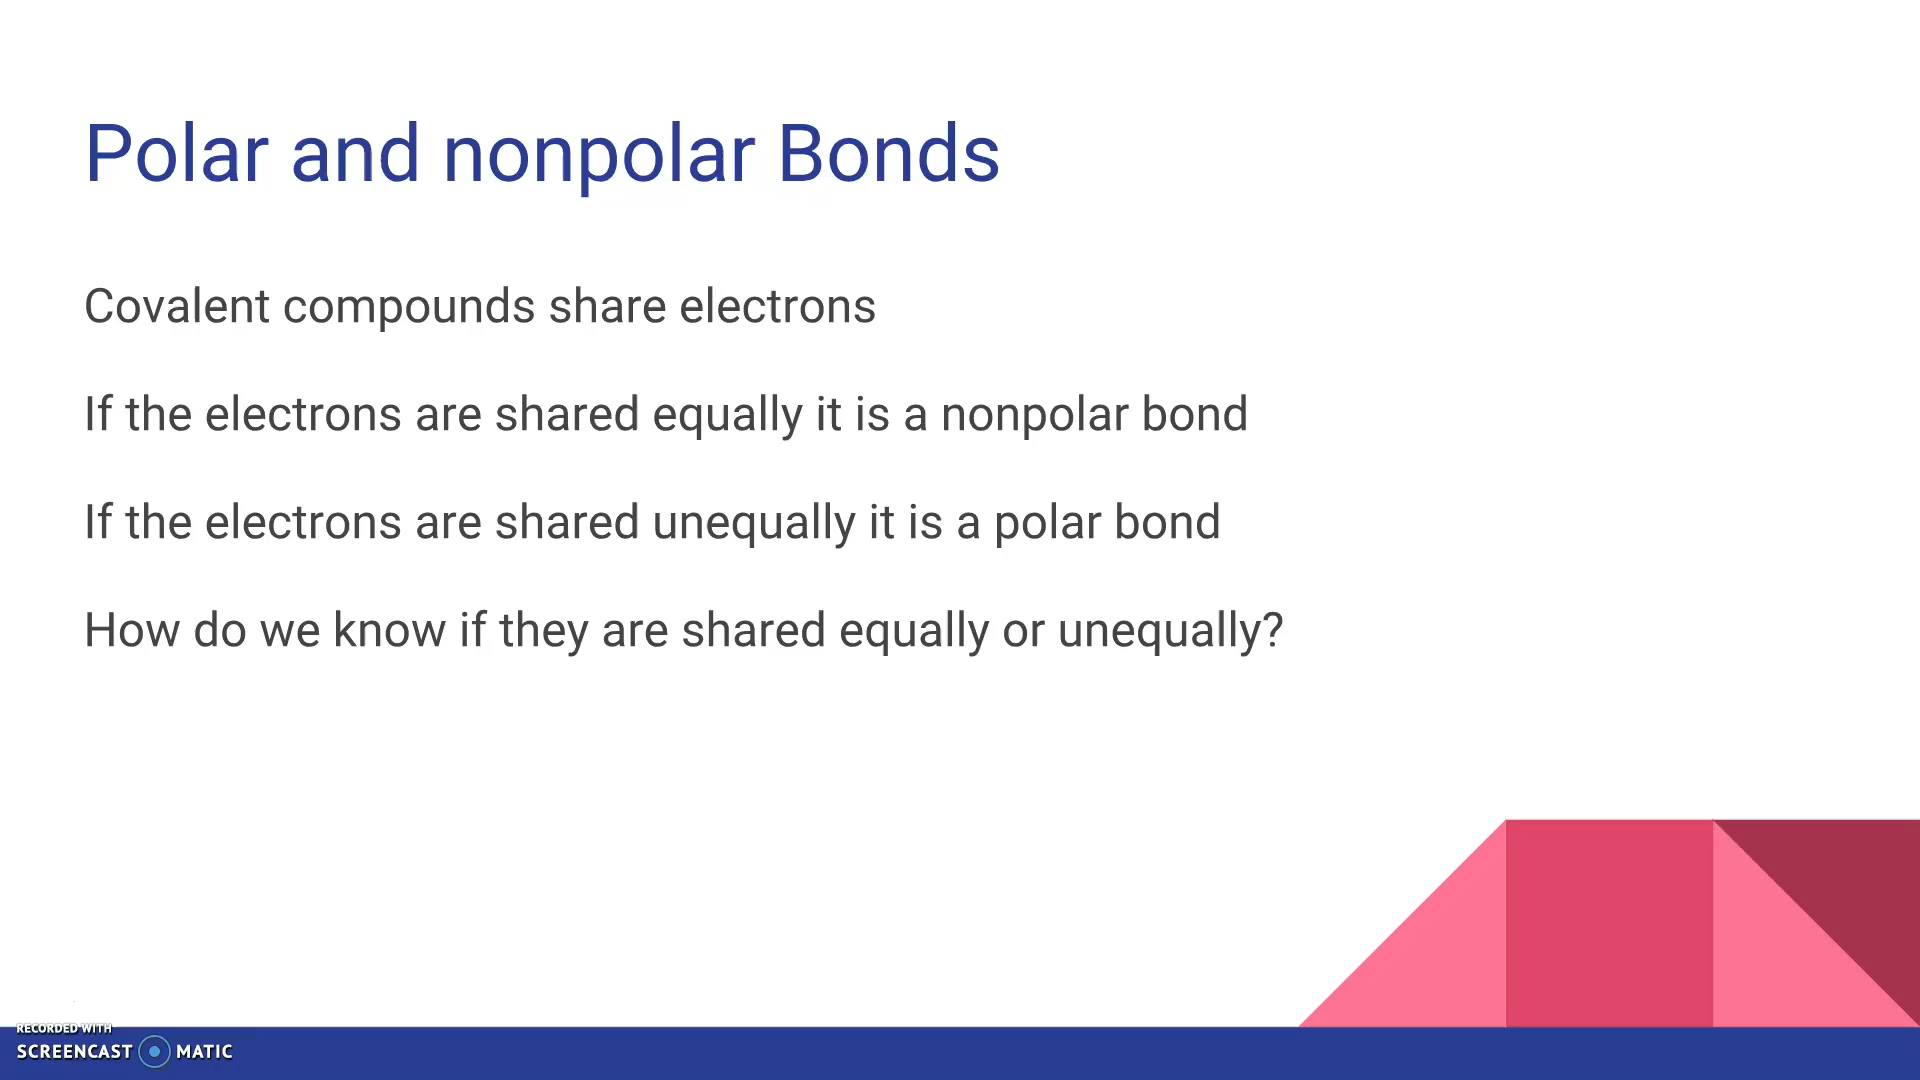 Polar and nonpolar Bonds
Covalent compounds share electrons
If the electrons are shared equally it is a nonpolar bond
If the electrons are shared unequally it is a polar bond
How do we know if they are shared equally or unequally?
RECORDED WITH
SCREENCAST MATIC